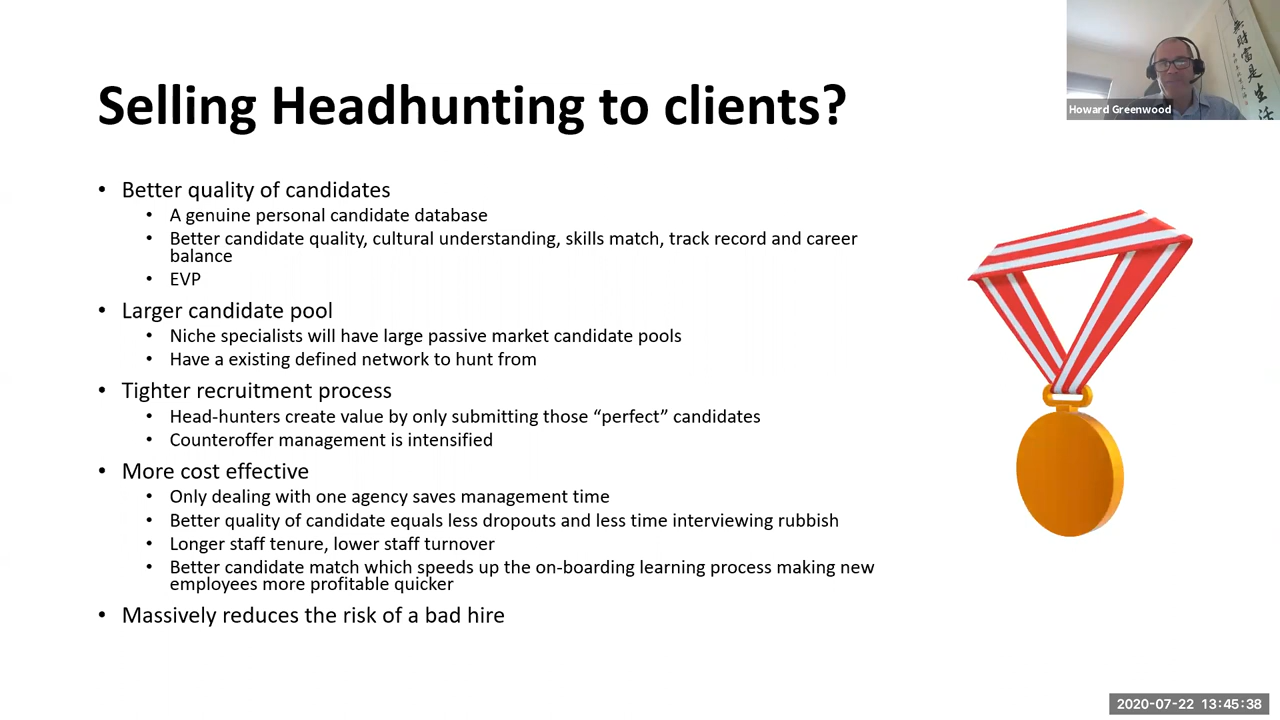 Selling Headhunting to clients?
無財富是生活
Howard Greenwood
• Better quality of candidates
• A genuine personal candidate database
• Better candidate quality, cultural understanding, skills match, track record and career
balance
• EVP
• Larger candidate pool
• Niche specialists will have large passive market candidate pools
• Have a existing defined network to hunt from
• Tighter recruitment process
• Head-hunters create value by only submitting those “perfect” candidates
• Counteroffer management is intensified
• More cost effective
• Only dealing with one agency saves management time
• Better quality of candidate equals less dropouts and less time interviewing rubbish
• Longer staff tenure, lower staff turnover
• Better candidate match which speeds up the on-boarding learning process making new
employees more profitable quicker
• Massively reduces the risk of a bad hire
2020-07-22 13:45:38